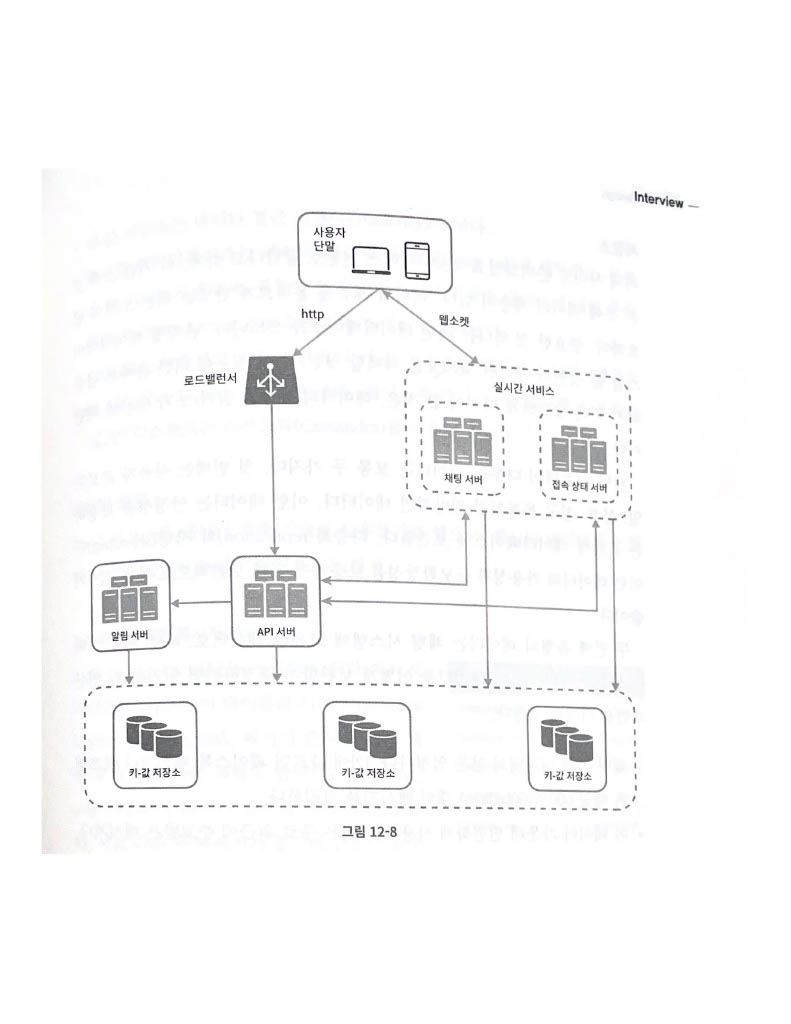 Interview
사용자
단말
http
웹소켓
로드밸런서
실시간 서비스
채팅 서버
접속 상태 서버
알림 서버
API 서버
키-값 저장소
키-값 저장소
키-값 저장소
그림 12-8